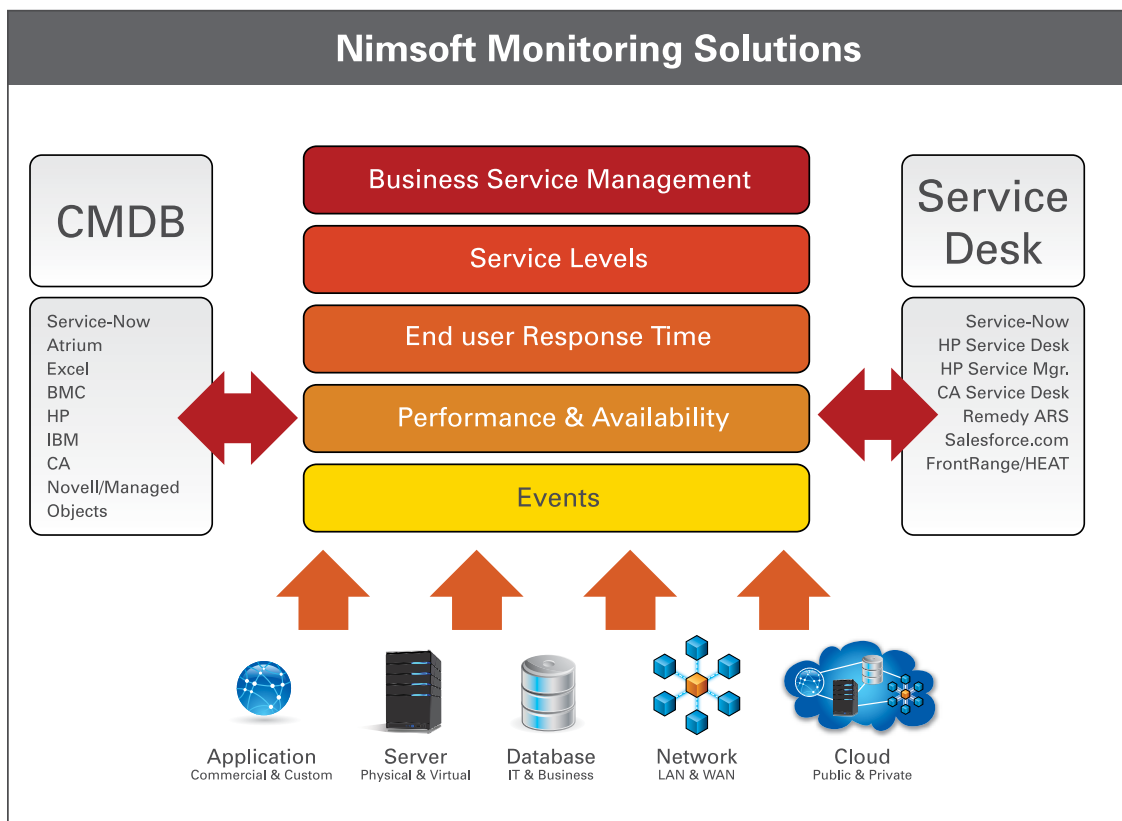 Nimsoft Monitoring Solutions
CMDB
Service-Now
Atrium
Excel
BMC
HP
IBM
CA
Novell/Managed
Objects
Business Service Management
Service Levels
End user Response Time
Performance & Availability
Events
Service
Desk
Service-Now
HP Service Desk
HP Service Mgr.
CA Service Desk
Remedy ARS
Salesforce.com
FrontRange/HEAT
Application
Commercial & Custom
Server
Physical & Virtual
Database
IT & Business
Network
LAN & WAN
Cloud
Public & Private